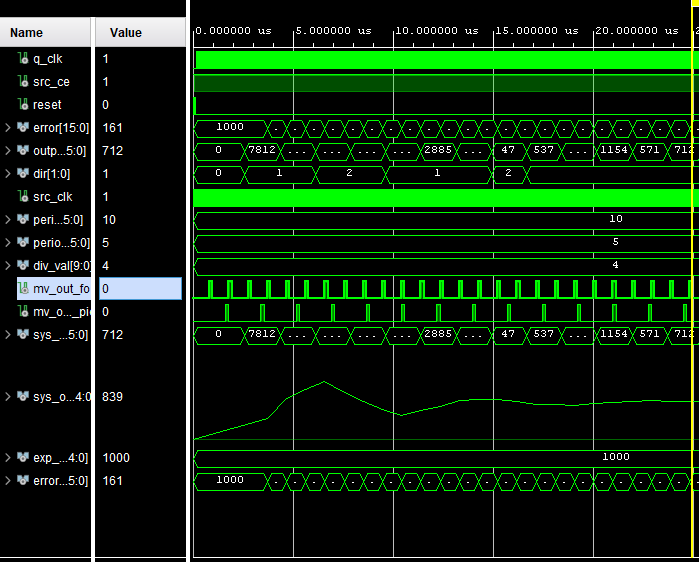 Name Value 0.000000 us 5.000000 us 10.000000 us 15.000000 us 20.000000 us
q_clk 1
src_ce 1
reset 0
error[15:0] 161 1000
outp...5:0] 712 0 7812 ... ... ... 2885 ... 47 537 ... 1154 571 712
dir[1:0] 1 0 1 2 1 2
src_clk 1
peri...5:0] 10 10
perio...5:0] 5 5
div_val[9:0] 4 4
mv_out_fo 0
mv_o..._pi 0
sys_...5:0] 712 0 7812 ... ... ... 2885 ... 47 537 ... 1154 571 712
sys_o...4:0] 839
exp_...4:0] 1000 1000
error...5:0] 161 1000